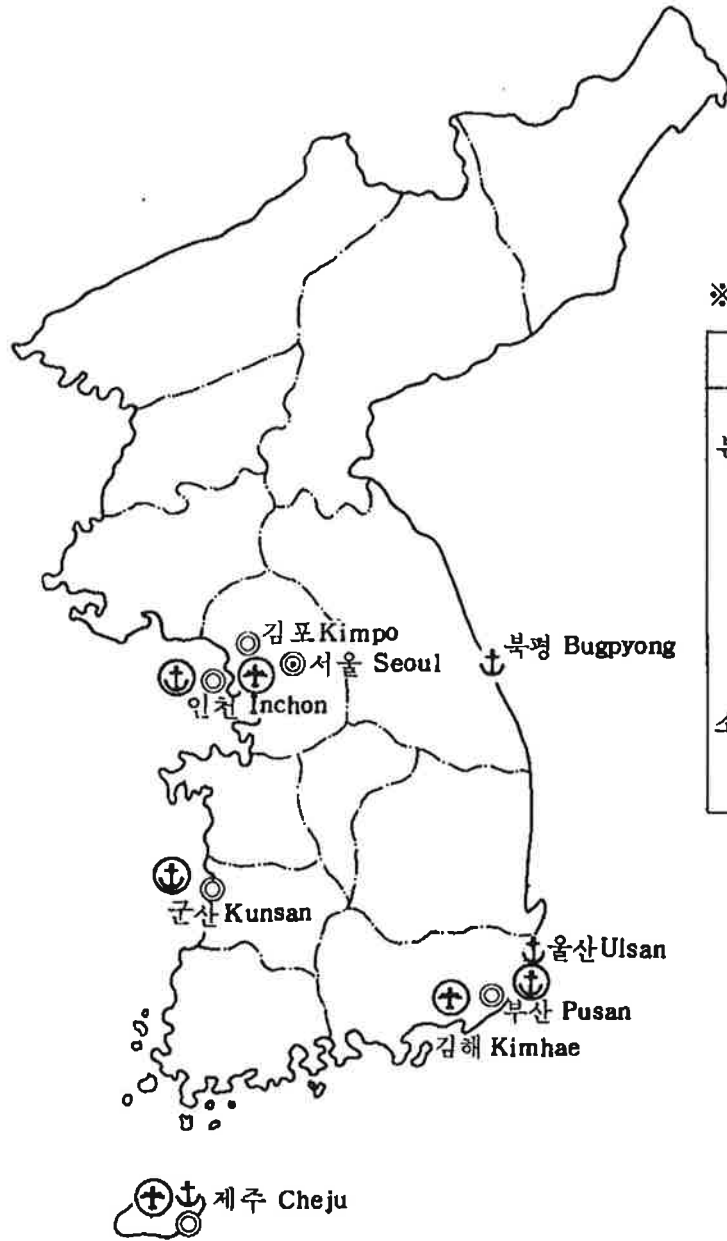 ※
김포 Kimpo
서울 Seoul
북평 Bugpyong
인천 Inchon
군산 Kunsan
울산 Ulsan
부산 Pusan
김해 Kimhae
제주 Cheju